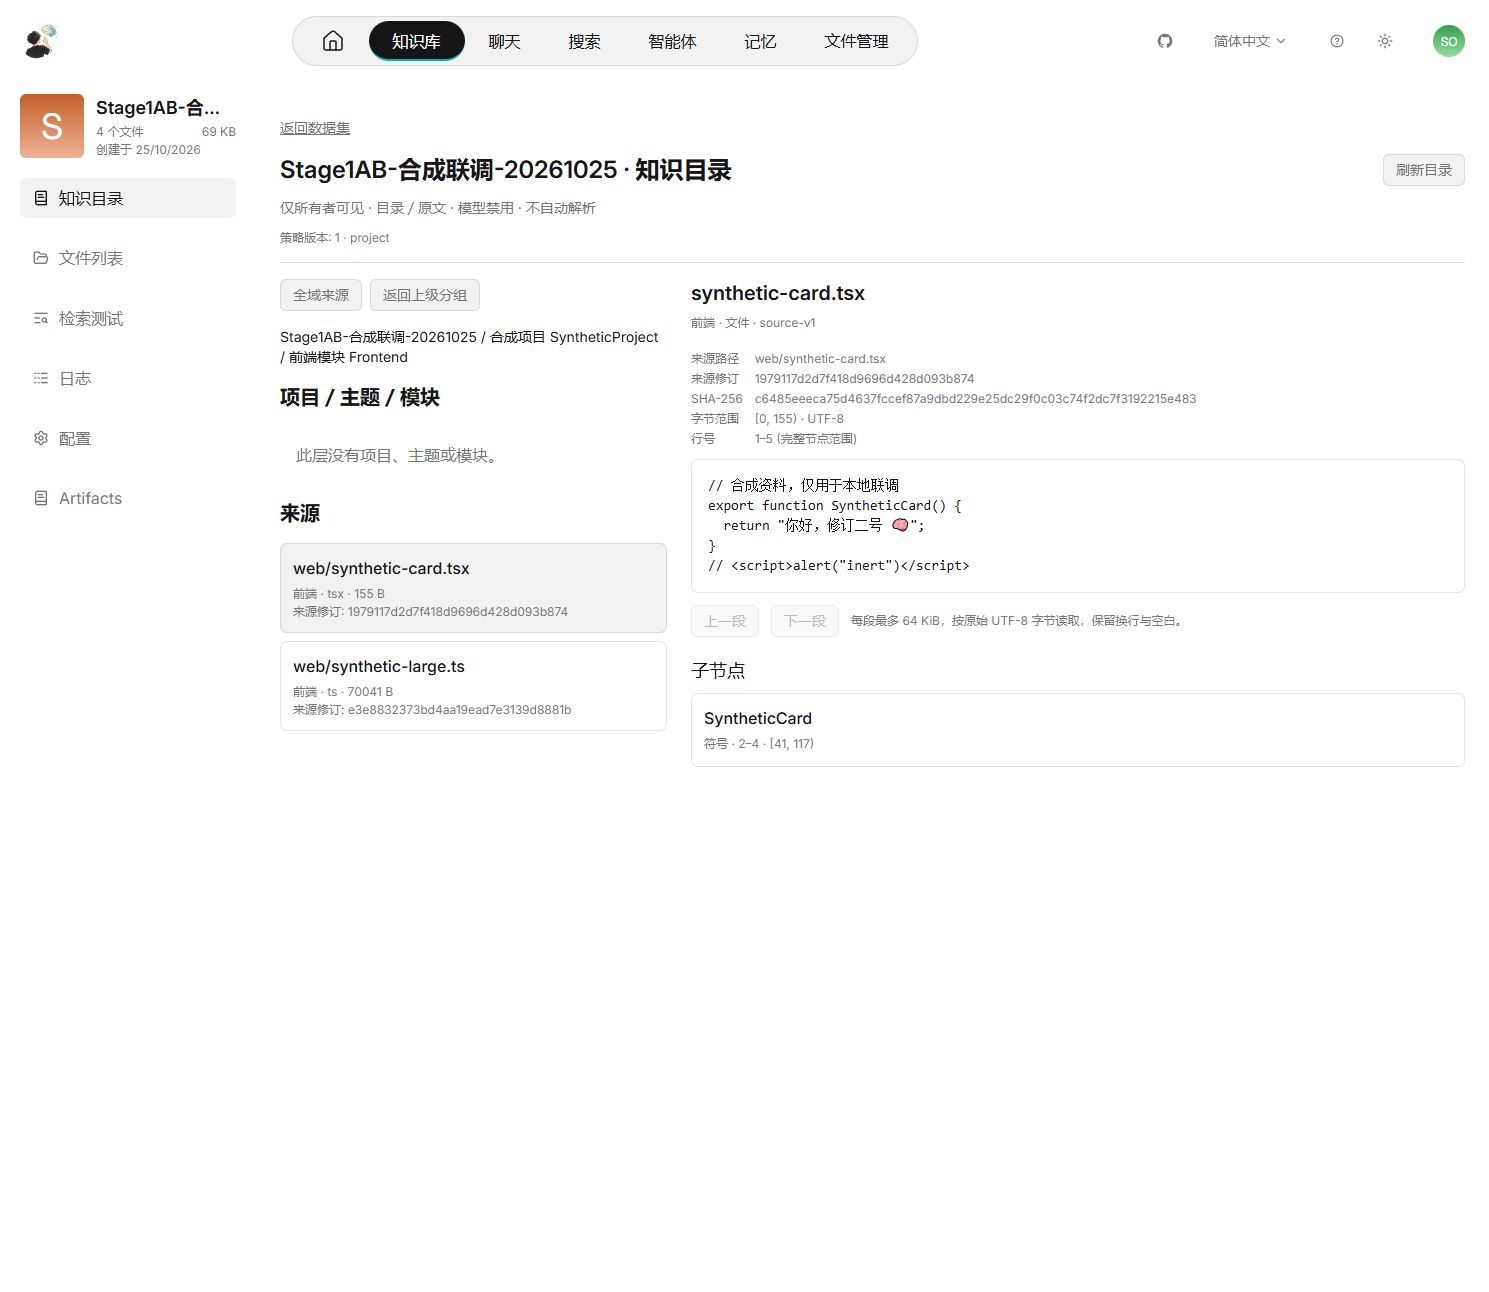 知识库
聊天
搜索
智能体
记忆
文件管理
简体中文
SO
S
Stage1AB-合...
4 个文件 69 KB
创建于 25/10/2026
知识目录
文件列表
检索测试
日志
配置
Artifacts
返回数据集
Stage1AB-合成联调-20261025 · 知识目录
刷新目录
仅所有者可见 · 目录 / 原文 · 模型禁用 · 不自动解析
策略版本: 1 · project
全域来源
返回上级分组
Stage1AB-合成联调-20261025 / 合成项目 SyntheticProject
/ 前端模块 Frontend
项目 / 主题 / 模块
此层没有项目、主题或模块。
来源
web/synthetic-card.tsx
前端 · tsx · 155 B
来源修订: 1979117d2d7f418d9696d428d093b874
web/synthetic-large.ts
前端 · ts · 70041 B
来源修订: e3e8832373bd4aa19ead7e3139d8881b
synthetic-card.tsx
前端 · 文件 · source-v1
来源路径 web/synthetic-card.tsx
来源修订 1979117d2d7f418d9696d428d093b874
SHA-256 c6485eeeca75d4637fccef87a9dbd229e25dc29f0c03c74f2dc7f3192215e483
字节范围 [0, 155) · UTF-8
行号 1–5 (完整节点范围)
// 合成资料，仅用于本地联调
export function SyntheticCard() {
  return "你好，修订二号 🧠";
}
// <script>alert("inert")</script>
上一段
下一段
每段最多 64 KiB，按原始 UTF-8 字节读取，保留换行与空白。
子节点
SyntheticCard
符号 · 2–4 · [41, 117)